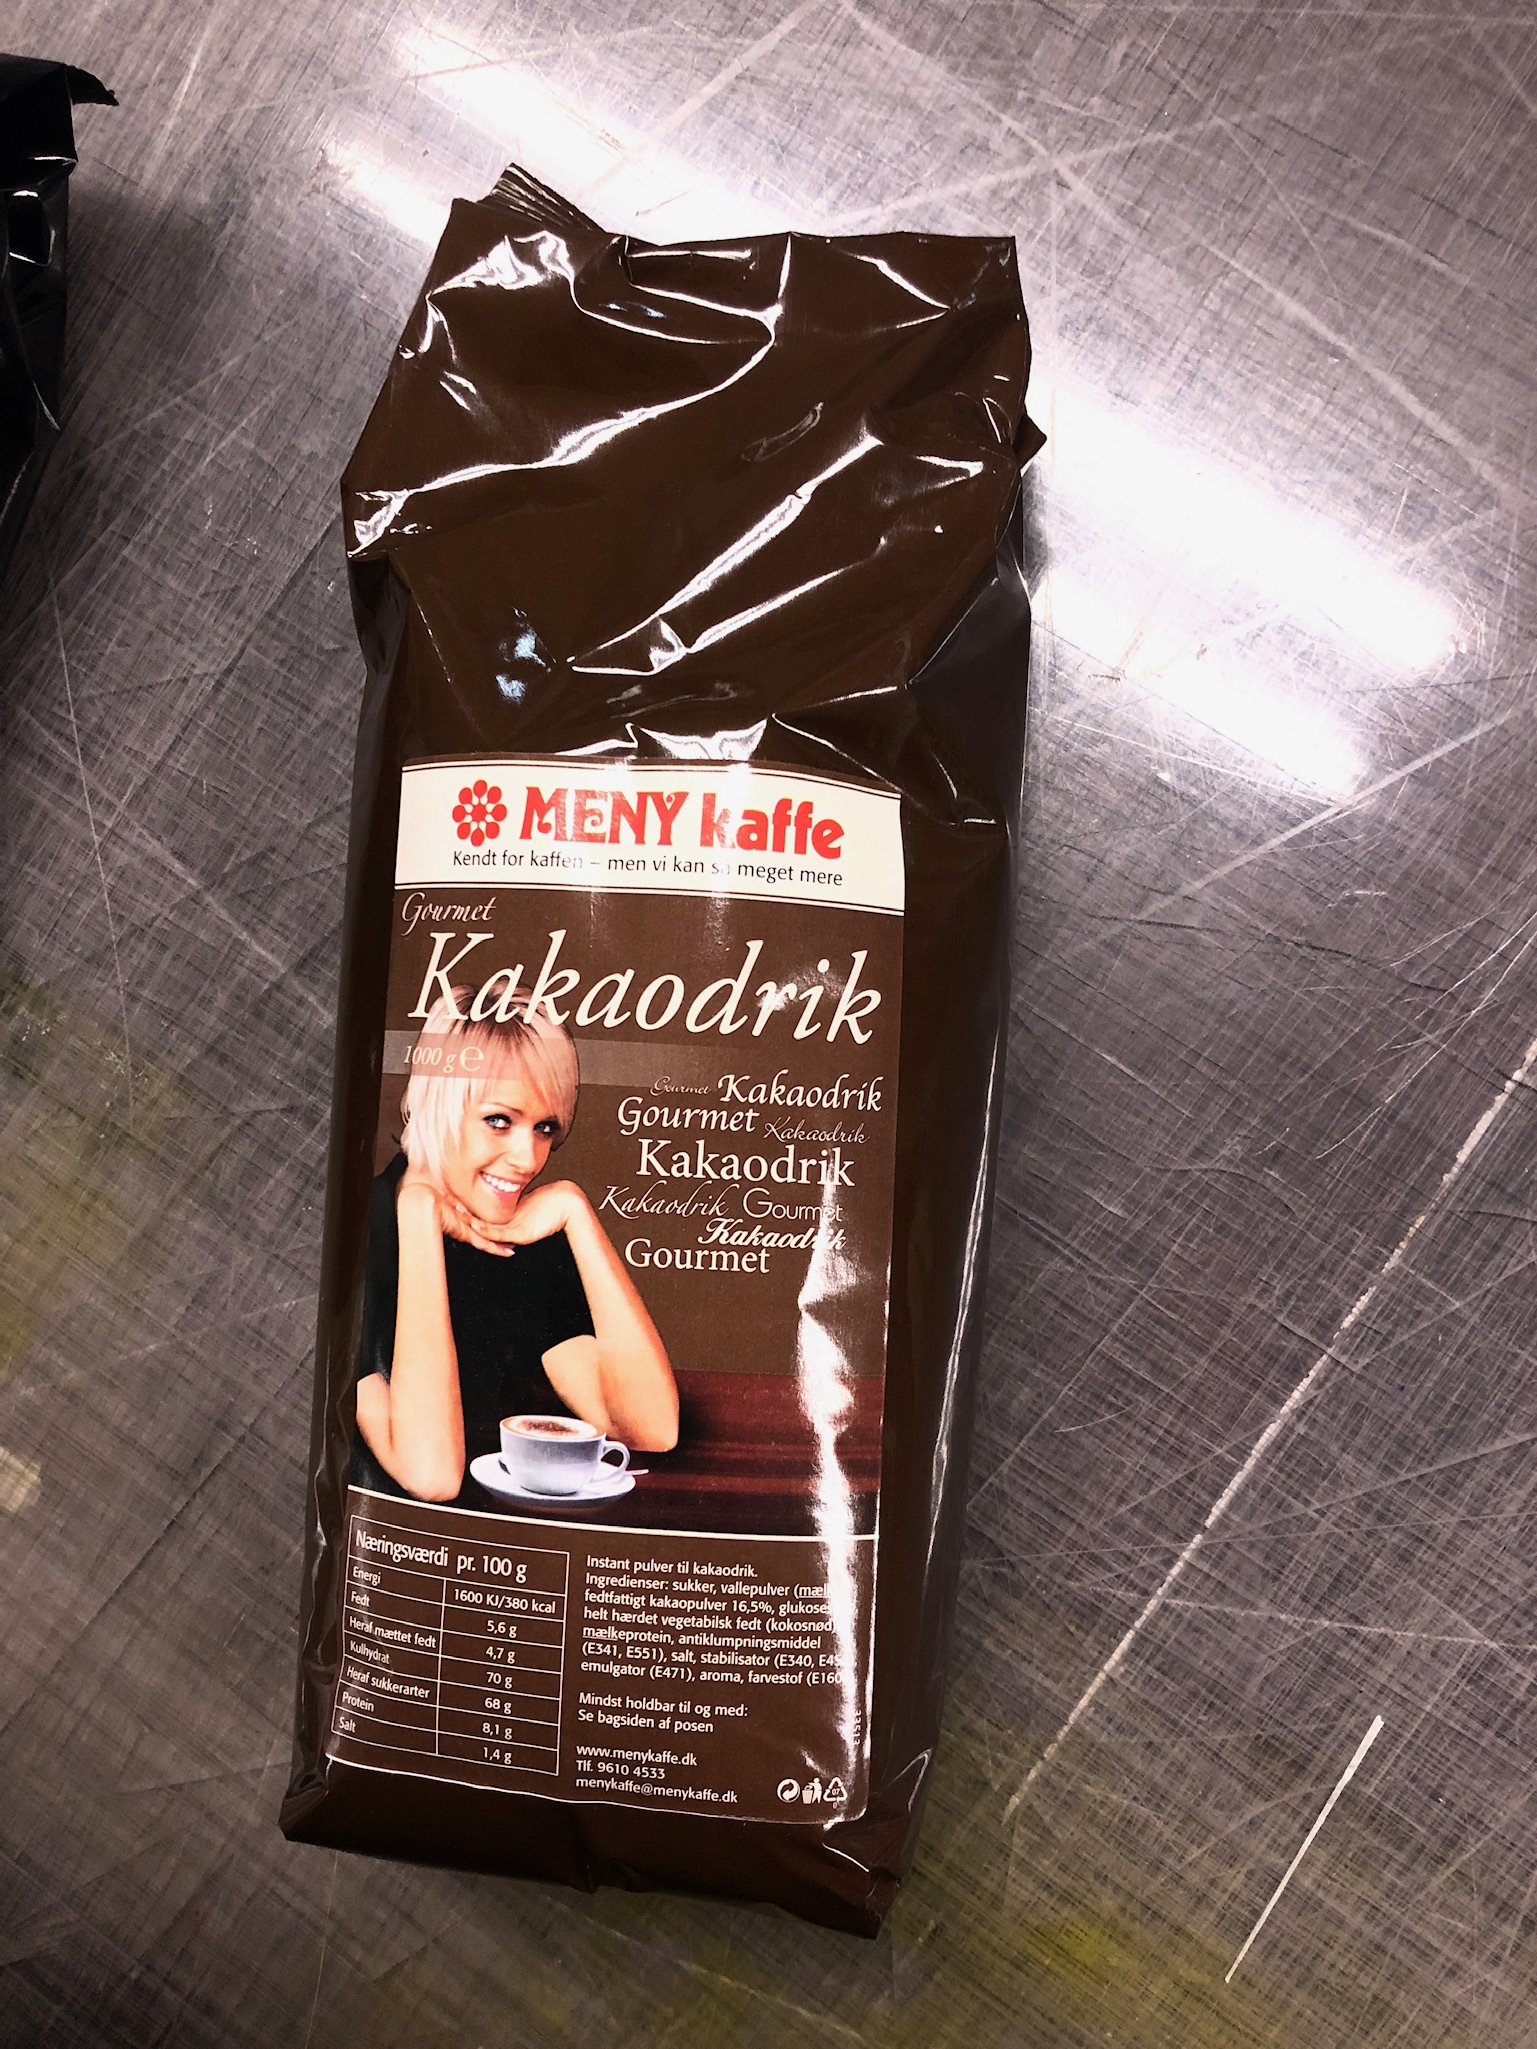 MENY kaffe
Kendt for kaffen – men vi kan så meget mere
Gourmet
Kakaodrik
1000 g ℮
Gourmet Kakaodrik
Gourmet Kakaodrik
Kakaodrik
Kakaodrik Gourmet
Kakaodrik
Gourmet
Næringsværdi pr. 100 g
Energi 1600 KJ/380 kcal
Fedt 5,6 g
Heraf mættet fedt 4,7 g
Kulhydrat 70 g
Heraf sukkerarter 68 g
Protein 8,1 g
Salt 1,4 g
Instant pulver til kakaodrik.
Ingredienser: sukker, vallepulver
fedtfattigt kakaopulver 16,5%,
helt hærdet vegetabilsk fedt
mælkeprotein, antiklumpningsmiddel
(E341, E551), salt, stabilisator (E340,
emulgator (E471), aroma, farvestof
Mindst holdbar til og med:
Se bagsiden af posen
www.menykaffe.dk
Tlf. 9610 4533
menykaffe@menykaffe.dk
07